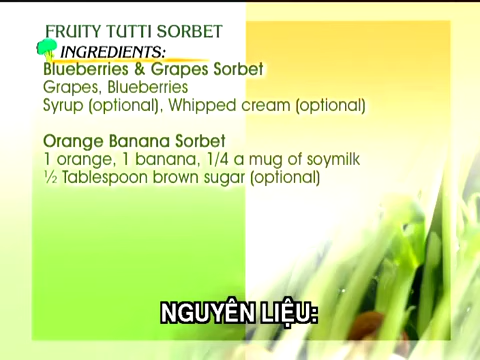 FRUITY TUTTI SORBET
INGREDIENTS:
Blueberries & Grapes Sorbet
Grapes, Blueberries
Syrup (optional), Whipped cream (optional)
Orange Banana Sorbet
1 orange, 1 banana, 1/4 a mug of soymilk
½ Tablespoon brown sugar (optional)
NGUYÊN LIỆU: